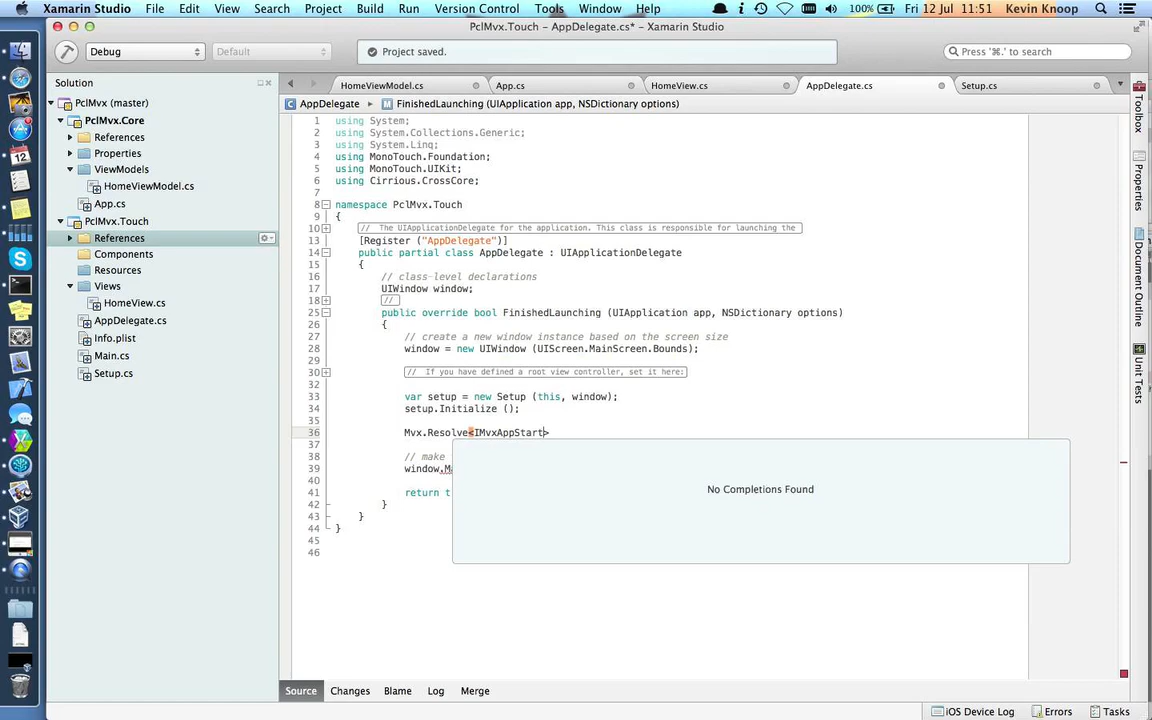 Xamarin Studio File Edit View Search Project Build Run Version Control Tools Window Help 100% Fri 12 Jul 11:51 Kevin Knoop
PclMvx.Touch – AppDelegate.cs* – Xamarin Studio
Debug Default Project saved. Press '⌘.' to search
Solution
HomeViewModel.cs App.cs HomeView.cs AppDelegate.cs Setup.cs
AppDelegate FinishedLaunching (UIApplication app, NSDictionary options)
PclMvx (master)
PclMvx.Core
References
Properties
ViewModels
HomeViewModel.cs
App.cs
PclMvx.Touch
References
Components
Resources
Views
HomeView.cs
AppDelegate.cs
Info.plist
Main.cs
Setup.cs
12
1 using System;
2 using System.Collections.Generic;
3 using System.Linq;
4 using MonoTouch.Foundation;
5 using MonoTouch.UIKit;
6 using Cirrious.CrossCore;
7
8 namespace PclMvx.Touch
9 {
10 // The UIApplicationDelegate for the application. This class is responsible for launching the
13 [Register ("AppDelegate")]
14 public partial class AppDelegate : UIApplicationDelegate
15 {
16 // class-level declarations
17 UIWindow window;
18 //
25 public override bool FinishedLaunching (UIApplication app, NSDictionary options)
26 {
27 // create a new window instance based on the screen size
28 window = new UIWindow (UIScreen.MainScreen.Bounds);
29
30 // If you have defined a root view controller, set it here:
32
33 var setup = new Setup (this, window);
34 setup.Initialize ();
35
36 Mvx.Resolve<IMvxAppStart>
37
38 // make
39 window.M
40
41 return t
42 }
43 }
44 }
45
46
No Completions Found
Toolbox
Properties
Document Outline
Unit Tests
Source Changes Blame Log Merge
iOS Device Log Errors Tasks